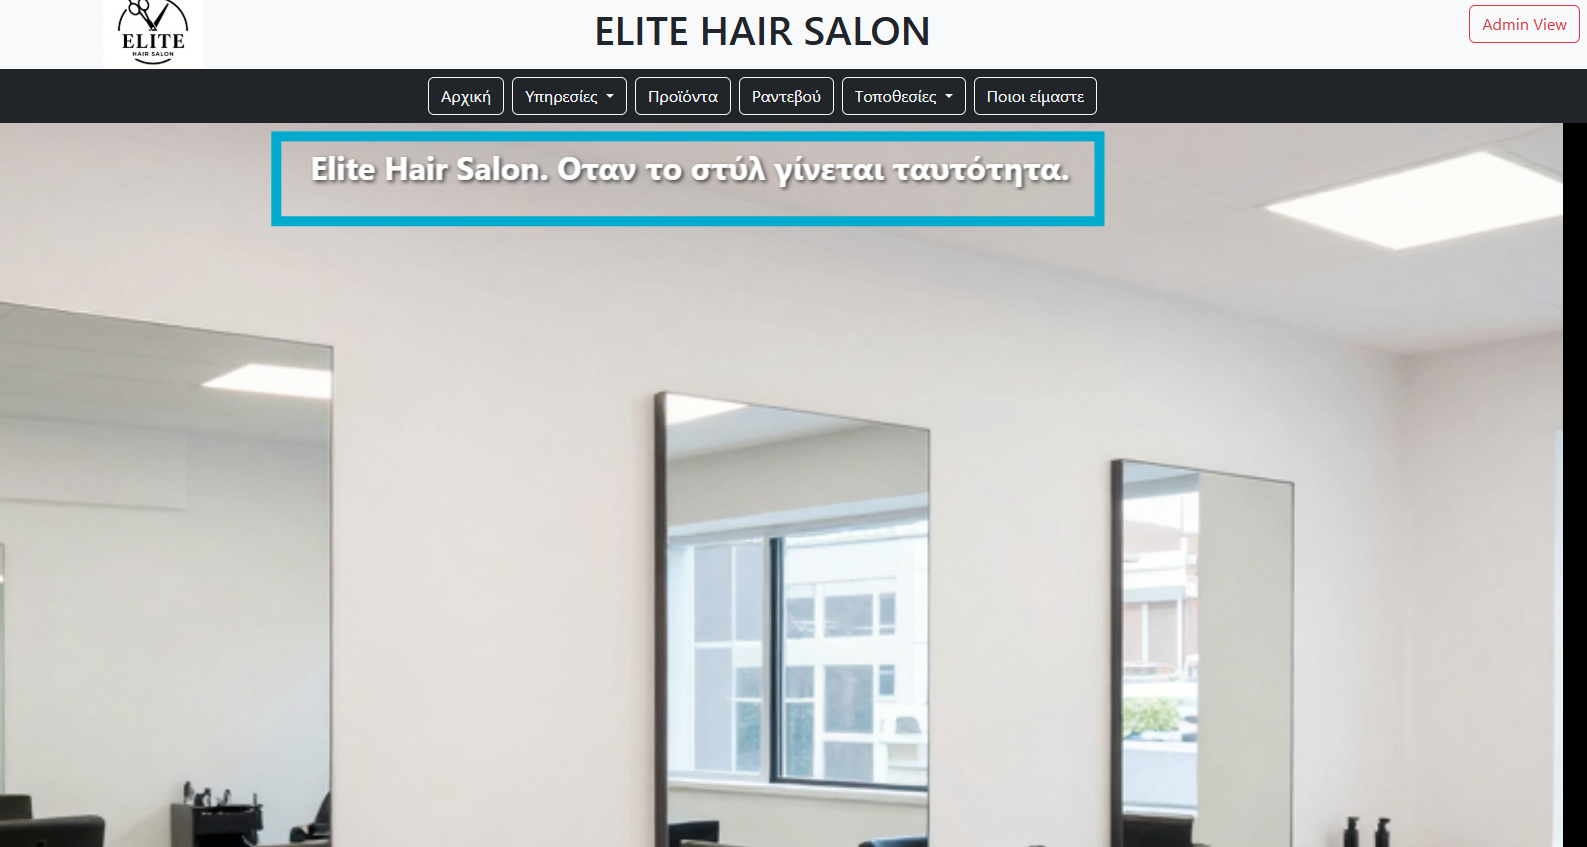 ELITE
HAIR SALON
ELITE HAIR SALON
Admin View
Αρχική
Υπηρεσίες
Προϊόντα
Ραντεβού
Τοποθεσίες
Ποιοι είμαστε
Elite Hair Salon. Οταν το στύλ γίνεται ταυτότητα.